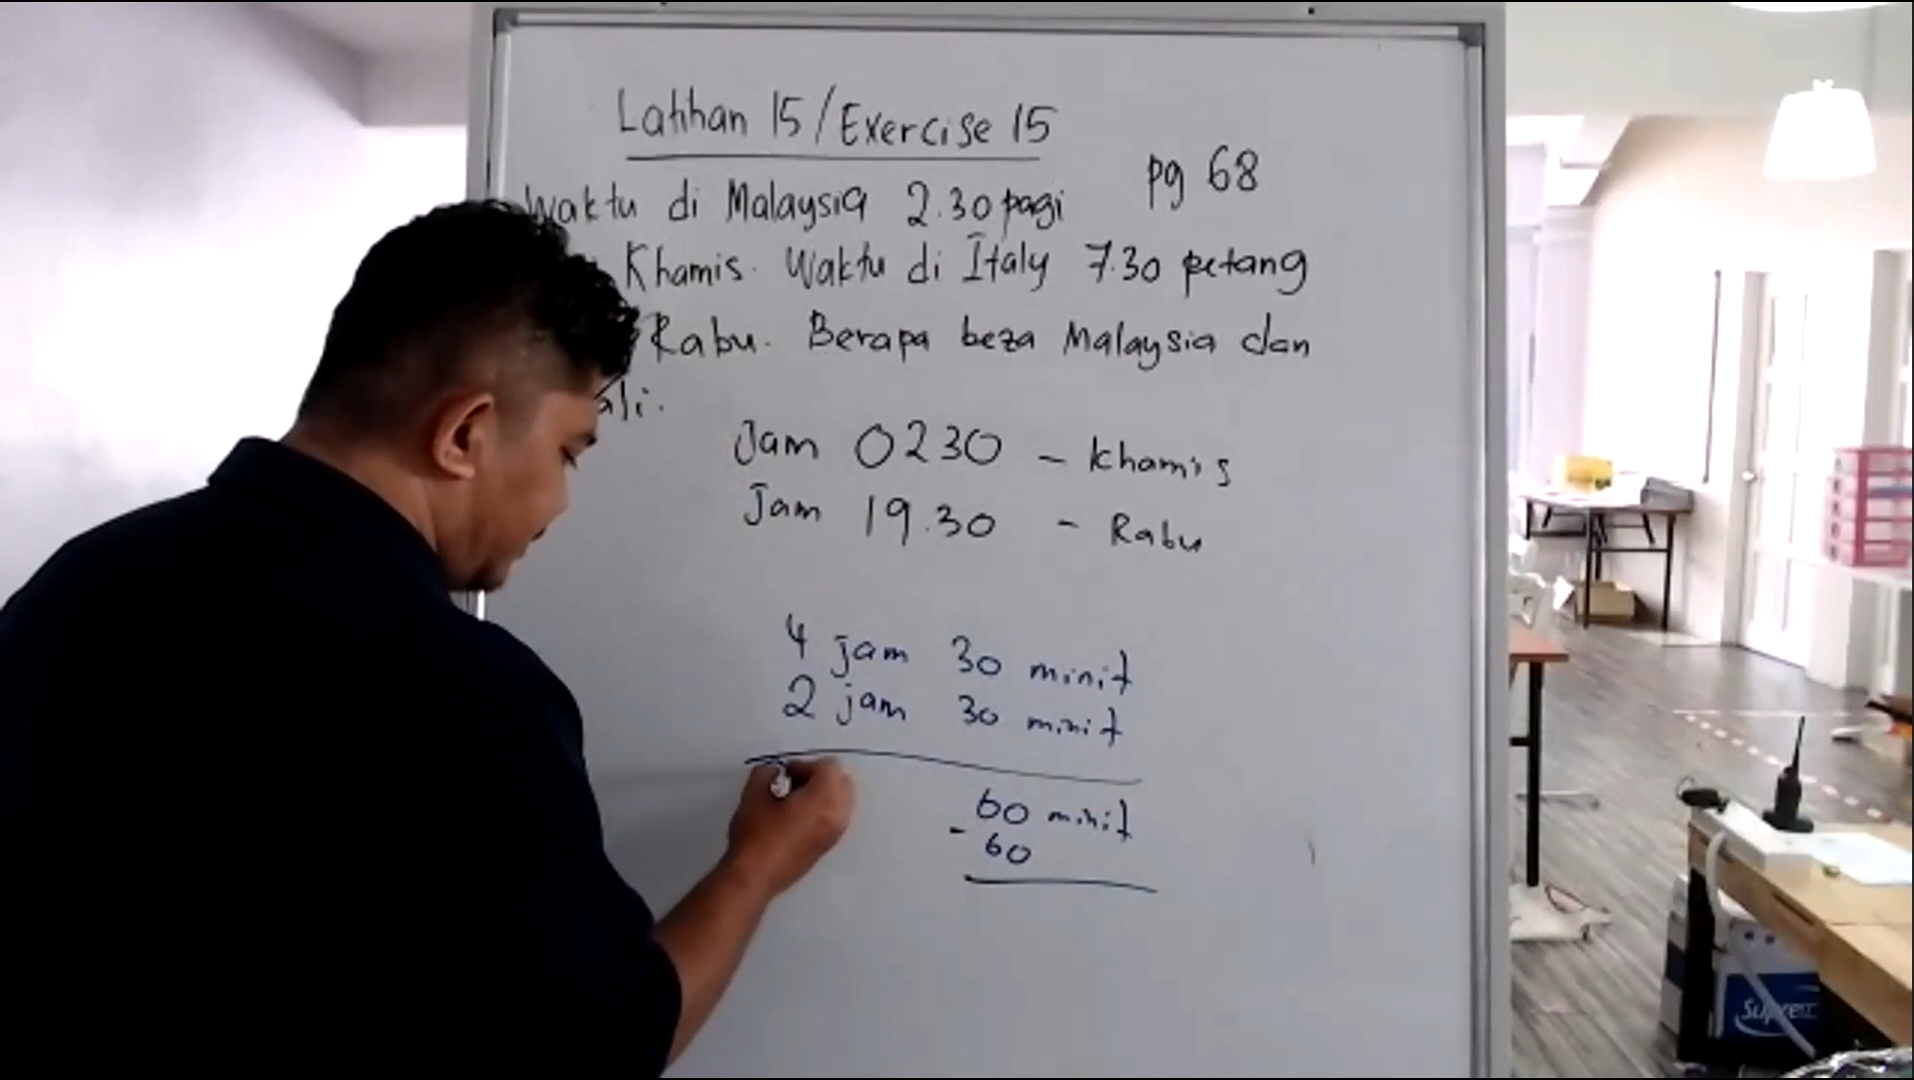 Latihan 15/Exercise 15
pg 68
Waktu di Malaysia 2.30 pagi
Khamis. Waktu di Italy 7.30 petang
Rabu. Berapa beza Malaysia dan
ali.
Jam 0230 - Khamis
Jam 19.30 - Rabu
4 jam 30 minit
2 jam 30 minit
60 minit
- 60